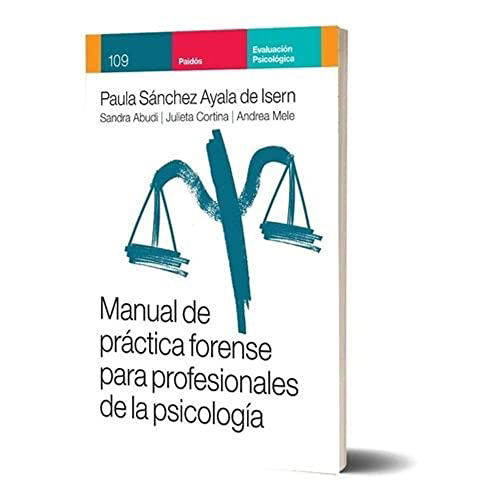 109
Paidós
Evaluación
Psicológica
Paula Sánchez Ayala de Isern
Sandra Abudi | Julieta Cortina | Andrea Mele
Manual de
práctica forense
para profesionales
de la psicología